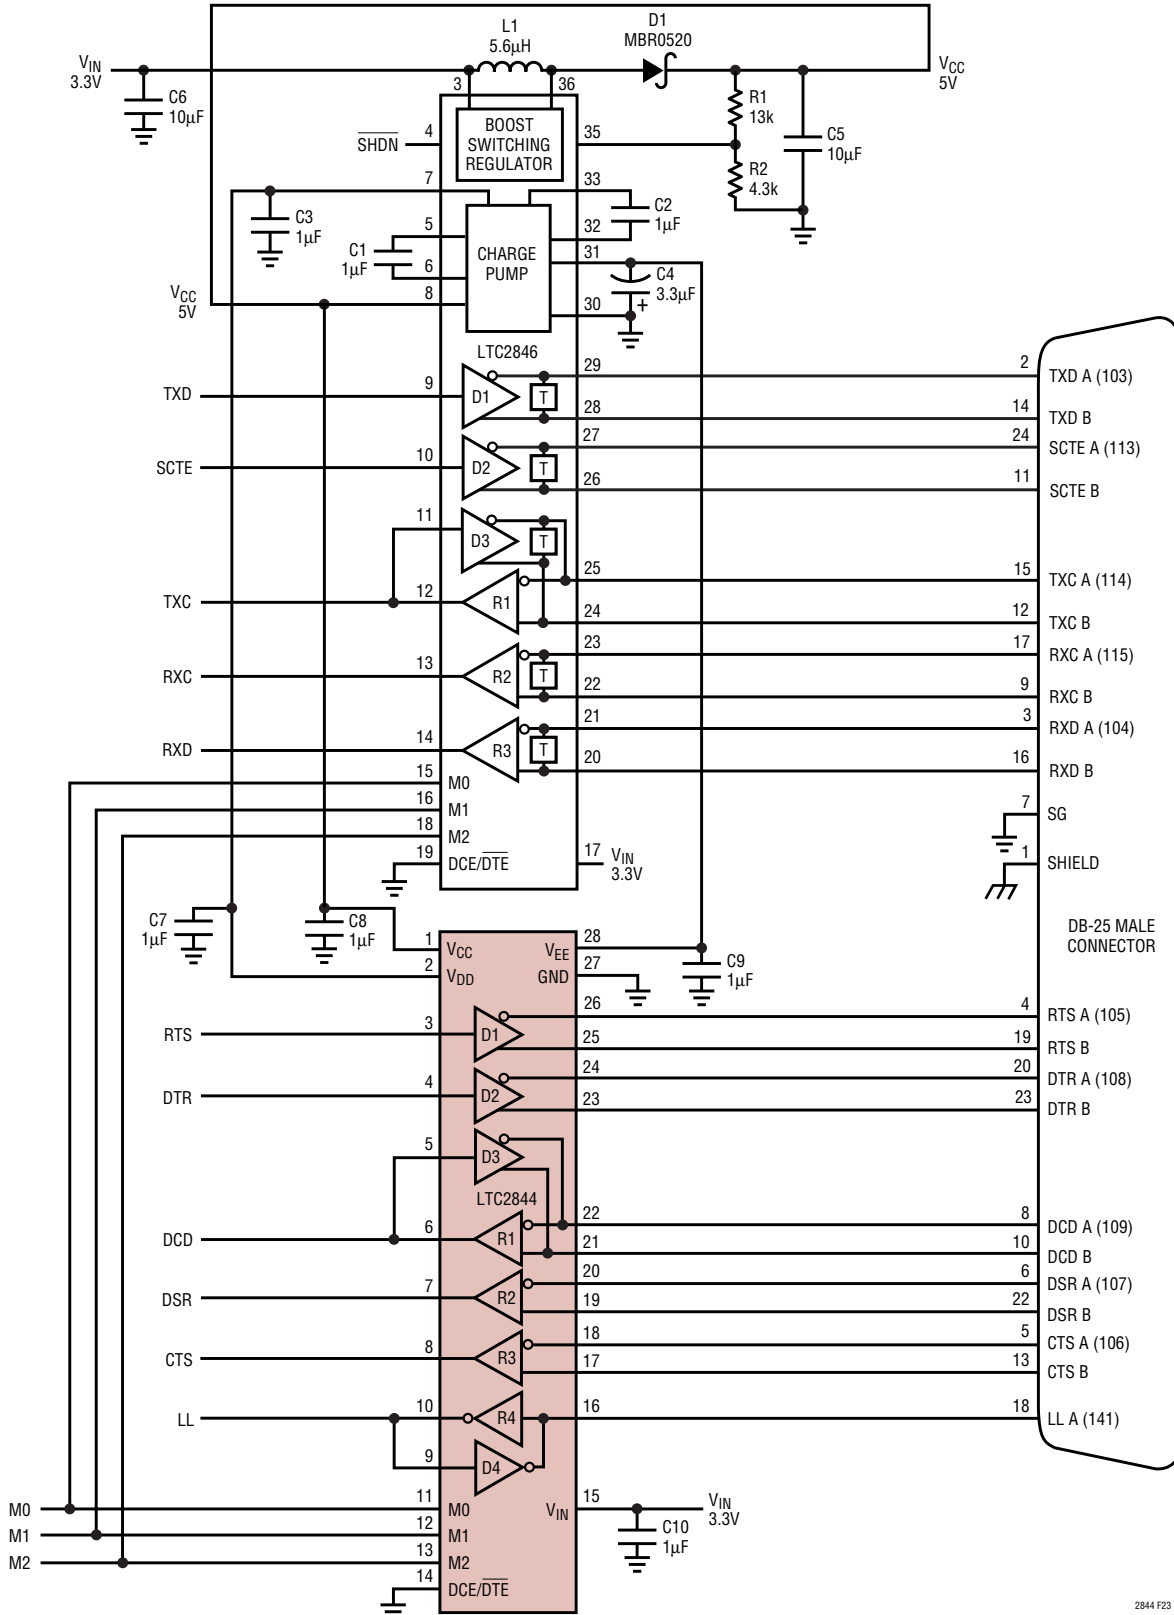 L1
5.6µH
D1
MBR0520
VIN
3.3V
3
36
VCC
5V
C6
10µF
R1
13k
BOOST
SWITCHING
REGULATOR
SHDN
4
35
C5
10µF
R2
4.3k
7
33
C3
1µF
C2
1µF
5
32
C1
1µF
CHARGE
PUMP
31
6
C4
3.3µF
+
VCC
5V
8
30
LTC2846
TXD
9
D1
T
29
2
TXD A (103)
28
14
TXD B
SCTE
10
D2
T
27
24
SCTE A (113)
26
11
SCTE B
11
D3
T
25
15
TXC A (114)
TXC
12
R1
24
12
TXC B
23
17
RXC A (115)
RXC
13
R2
T
22
9
RXC B
21
3
RXD A (104)
RXD
14
R3
T
20
16
RXD B
15
M0
16
M1
18
M2
7
SG
19
DCE/DTE
17
VIN
3.3V
1
SHIELD
C7
1µF
C8
1µF
DB-25 MALE
CONNECTOR
1
VCC
VEE
28
2
VDD
GND
27
C9
1µF
RTS
3
D1
26
4
RTS A (105)
25
19
RTS B
DTR
4
D2
24
20
DTR A (108)
23
23
DTR B
5
D3
LTC2844
22
8
DCD A (109)
DCD
6
R1
21
10
DCD B
20
6
DSR A (107)
DSR
7
R2
19
22
DSR B
18
5
CTS A (106)
CTS
8
R3
17
13
CTS B
LL
10
R4
16
18
LL A (141)
9
D4
M0
11
M0
VIN
15
VIN
3.3V
M1
12
M1
C10
1µF
M2
13
M2
14
DCE/DTE
2844 F23